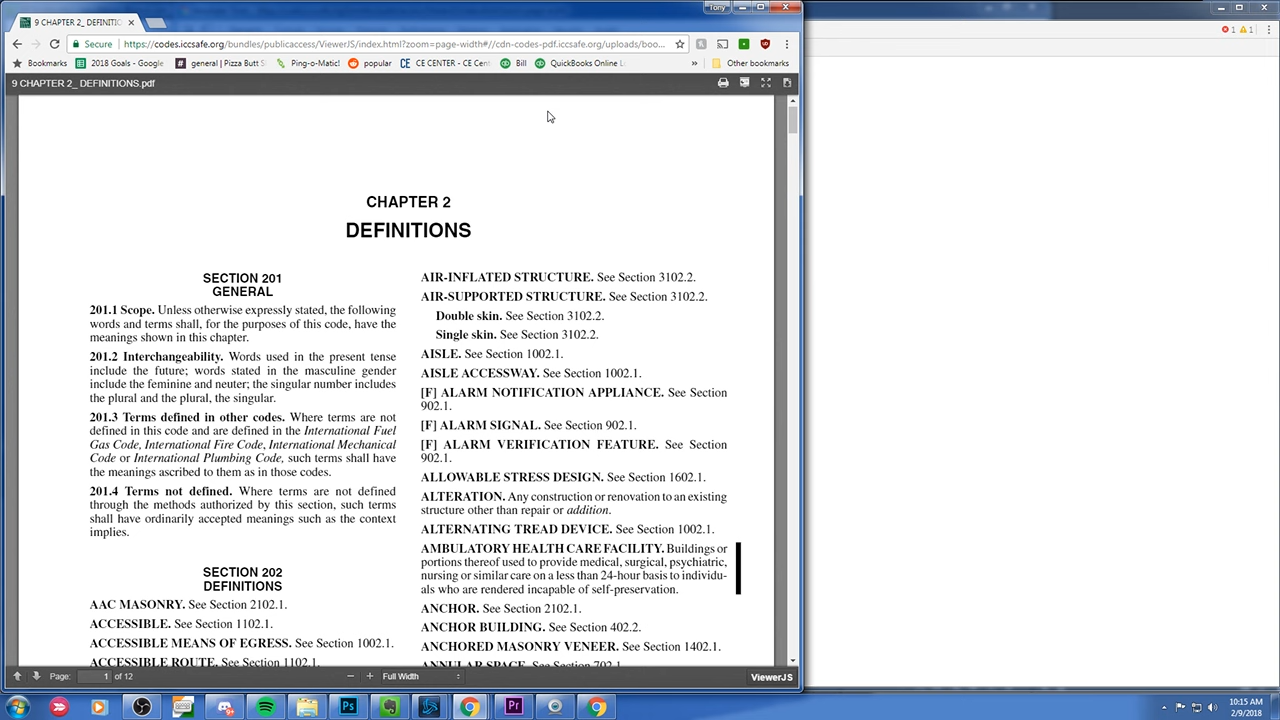 9 CHAPTER 2_ DEFINITIO
Tony
Secure
https://codes.iccsafe.org/bundles/publicaccess/ViewerJS/index.html?zoom=page-width#//cdn-codes-pdf.iccsafe.org/uploads/boo...
Bookmarks
2018 Goals - Google
general | Pizza Butt S
Ping-o-Matic!
popular
CE CENTER - CE Cen
Bill
QuickBooks Online L
»
Other bookmarks
1
1
9 CHAPTER 2_ DEFINITIONS.pdf
CHAPTER 2
DEFINITIONS
SECTION 201
GENERAL
201.1 Scope. Unless otherwise expressly stated, the following
words and terms shall, for the purposes of this code, have the
meanings shown in this chapter.
201.2 Interchangeability. Words used in the present tense
include the future; words stated in the masculine gender
include the feminine and neuter; the singular number includes
the plural and the plural, the singular.
201.3 Terms defined in other codes. Where terms are not
defined in this code and are defined in the International Fuel
Gas Code, International Fire Code, International Mechanical
Code or International Plumbing Code, such terms shall have
the meanings ascribed to them as in those codes.
201.4 Terms not defined. Where terms are not defined
through the methods authorized by this section, such terms
shall have ordinarily accepted meanings such as the context
implies.
SECTION 202
DEFINITIONS
AAC MASONRY. See Section 2102.1.
ACCESSIBLE. See Section 1102.1.
ACCESSIBLE MEANS OF EGRESS. See Section 1002.1.
ACCESSIBLE ROUTE. See Section 1102.1.
AIR-INFLATED STRUCTURE. See Section 3102.2.
AIR-SUPPORTED STRUCTURE. See Section 3102.2.
Double skin. See Section 3102.2.
Single skin. See Section 3102.2.
AISLE. See Section 1002.1.
AISLE ACCESSWAY. See Section 1002.1.
[F] ALARM NOTIFICATION APPLIANCE. See Section
902.1.
[F] ALARM SIGNAL. See Section 902.1.
[F] ALARM VERIFICATION FEATURE. See Section
902.1.
ALLOWABLE STRESS DESIGN. See Section 1602.1.
ALTERATION. Any construction or renovation to an existing
structure other than repair or addition.
ALTERNATING TREAD DEVICE. See Section 1002.1.
AMBULATORY HEALTH CARE FACILITY. Buildings or
portions thereof used to provide medical, surgical, psychiatric,
nursing or similar care on a less than 24-hour basis to individu-
als who are rendered incapable of self-preservation.
ANCHOR. See Section 2102.1.
ANCHOR BUILDING. See Section 402.2.
ANCHORED MASONRY VENEER. See Section 1402.1.
ANNULAR SPACE. See Section 702.1.
Page:
1
of 12
Full Width
ViewerJS
Ps
Pr
10:15 AM
2/9/2018